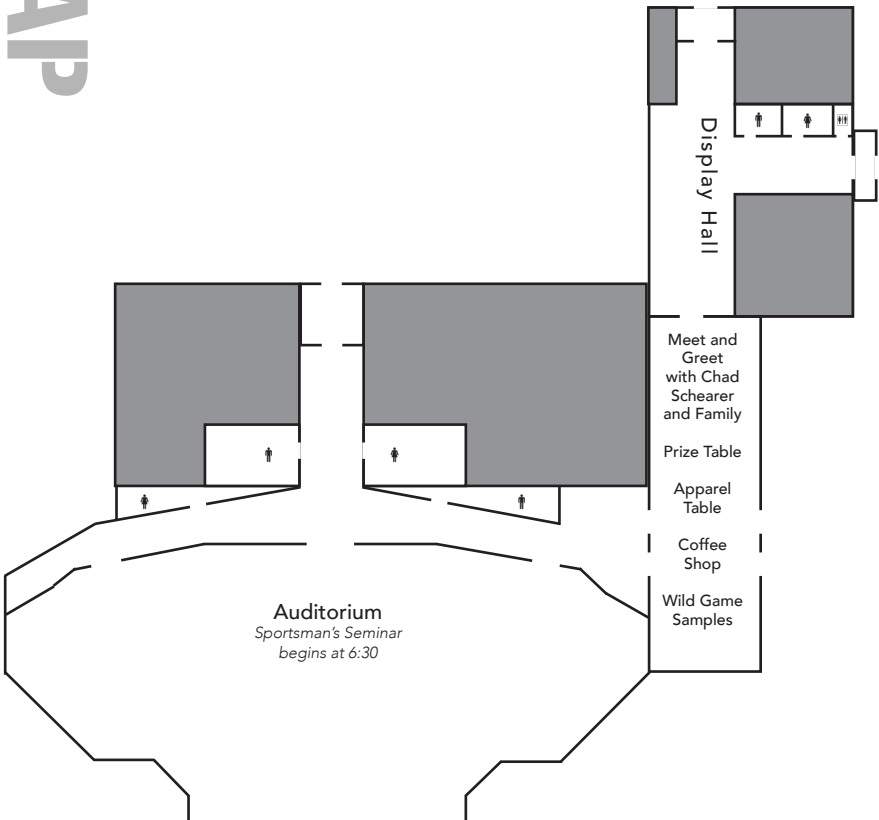 AP
Display Hall
Meet and
Greet
with Chad
Schearer
and Family
Prize Table
Apparel
Table
Coffee
Shop
Wild Game
Samples
Auditorium
Sportsman's Seminar
begins at 6:30